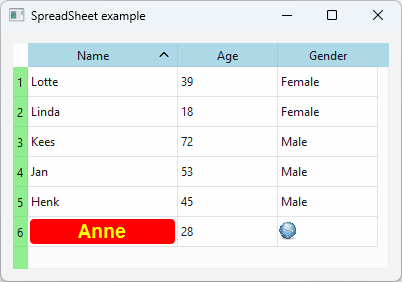 SpreadSheet example
Name Age Gender
1 Lotte 39 Female
2 Linda 18 Female
3 Kees 72 Male
4 Jan 53 Male
5 Henk 45 Male
6 Anne 28